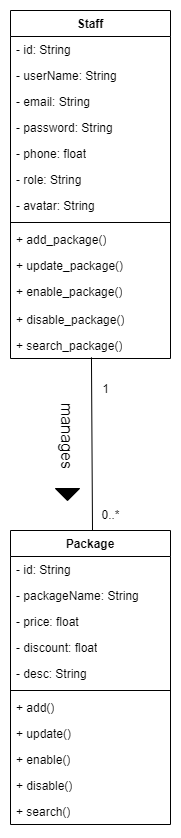 Staff
- id: String
- userName: String
- email: String
- password: String
- phone: float
- role: String
- avatar: String
+ add_package()
+ update_package()
+ enable_package()
+ disable_package()
+ search_package()
1
manages
0..*
Package
- id: String
- packageName: String
- price: float
- discount: float
- desc: String
+ add()
+ update()
+ enable()
+ disable()
+ search()